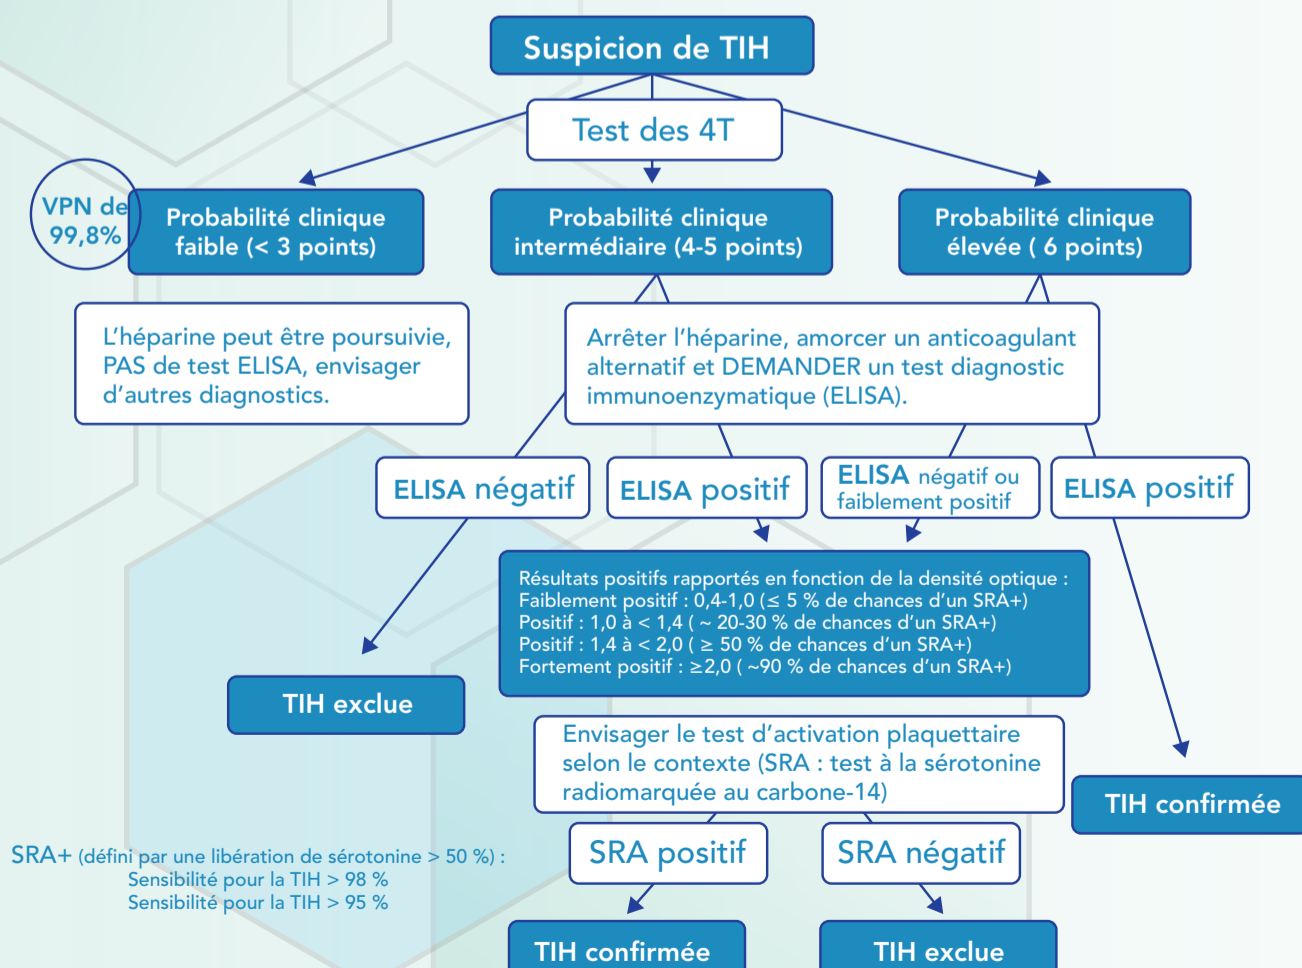 Suspicion de TIH
Test des 4T
VPN de
99,8%
Probabilité clinique
faible (< 3 points)
Probabilité clinique
intermédiaire (4-5 points)
Probabilité clinique
élevée ( 6 points)
L'héparine peut être poursuivie,
PAS de test ELISA, envisager
d'autres diagnostics.
Arrêter l'héparine, amorcer un anticoagulant
alternatif et DEMANDER un test diagnostic
immunoenzymatique (ELISA).
ELISA négatif
ELISA positif
ELISA négatif ou
faiblement positif
ELISA positif
Résultats positifs rapportés en fonction de la densité optique :
Faiblement positif : 0,4-1,0 (≤ 5 % de chances d'un SRA+)
Positif : 1,0 à < 1,4 ( ~ 20-30 % de chances d'un SRA+)
Positif : 1,4 à < 2,0 ( ≥ 50 % de chances d'un SRA+)
Fortement positif : ≥2,0 ( ~90 % de chances d'un SRA+)
TIH exclue
Envisager le test d'activation plaquettaire
selon le contexte (SRA : test à la sérotonine
radiomarquée au carbone-14)
TIH confirmée
SRA+ (défini par une libération de sérotonine > 50 %) :
Sensibilité pour la TIH > 98 %
Sensibilité pour la TIH > 95 %
SRA positif
SRA négatif
TIH confirmée
TIH exclue